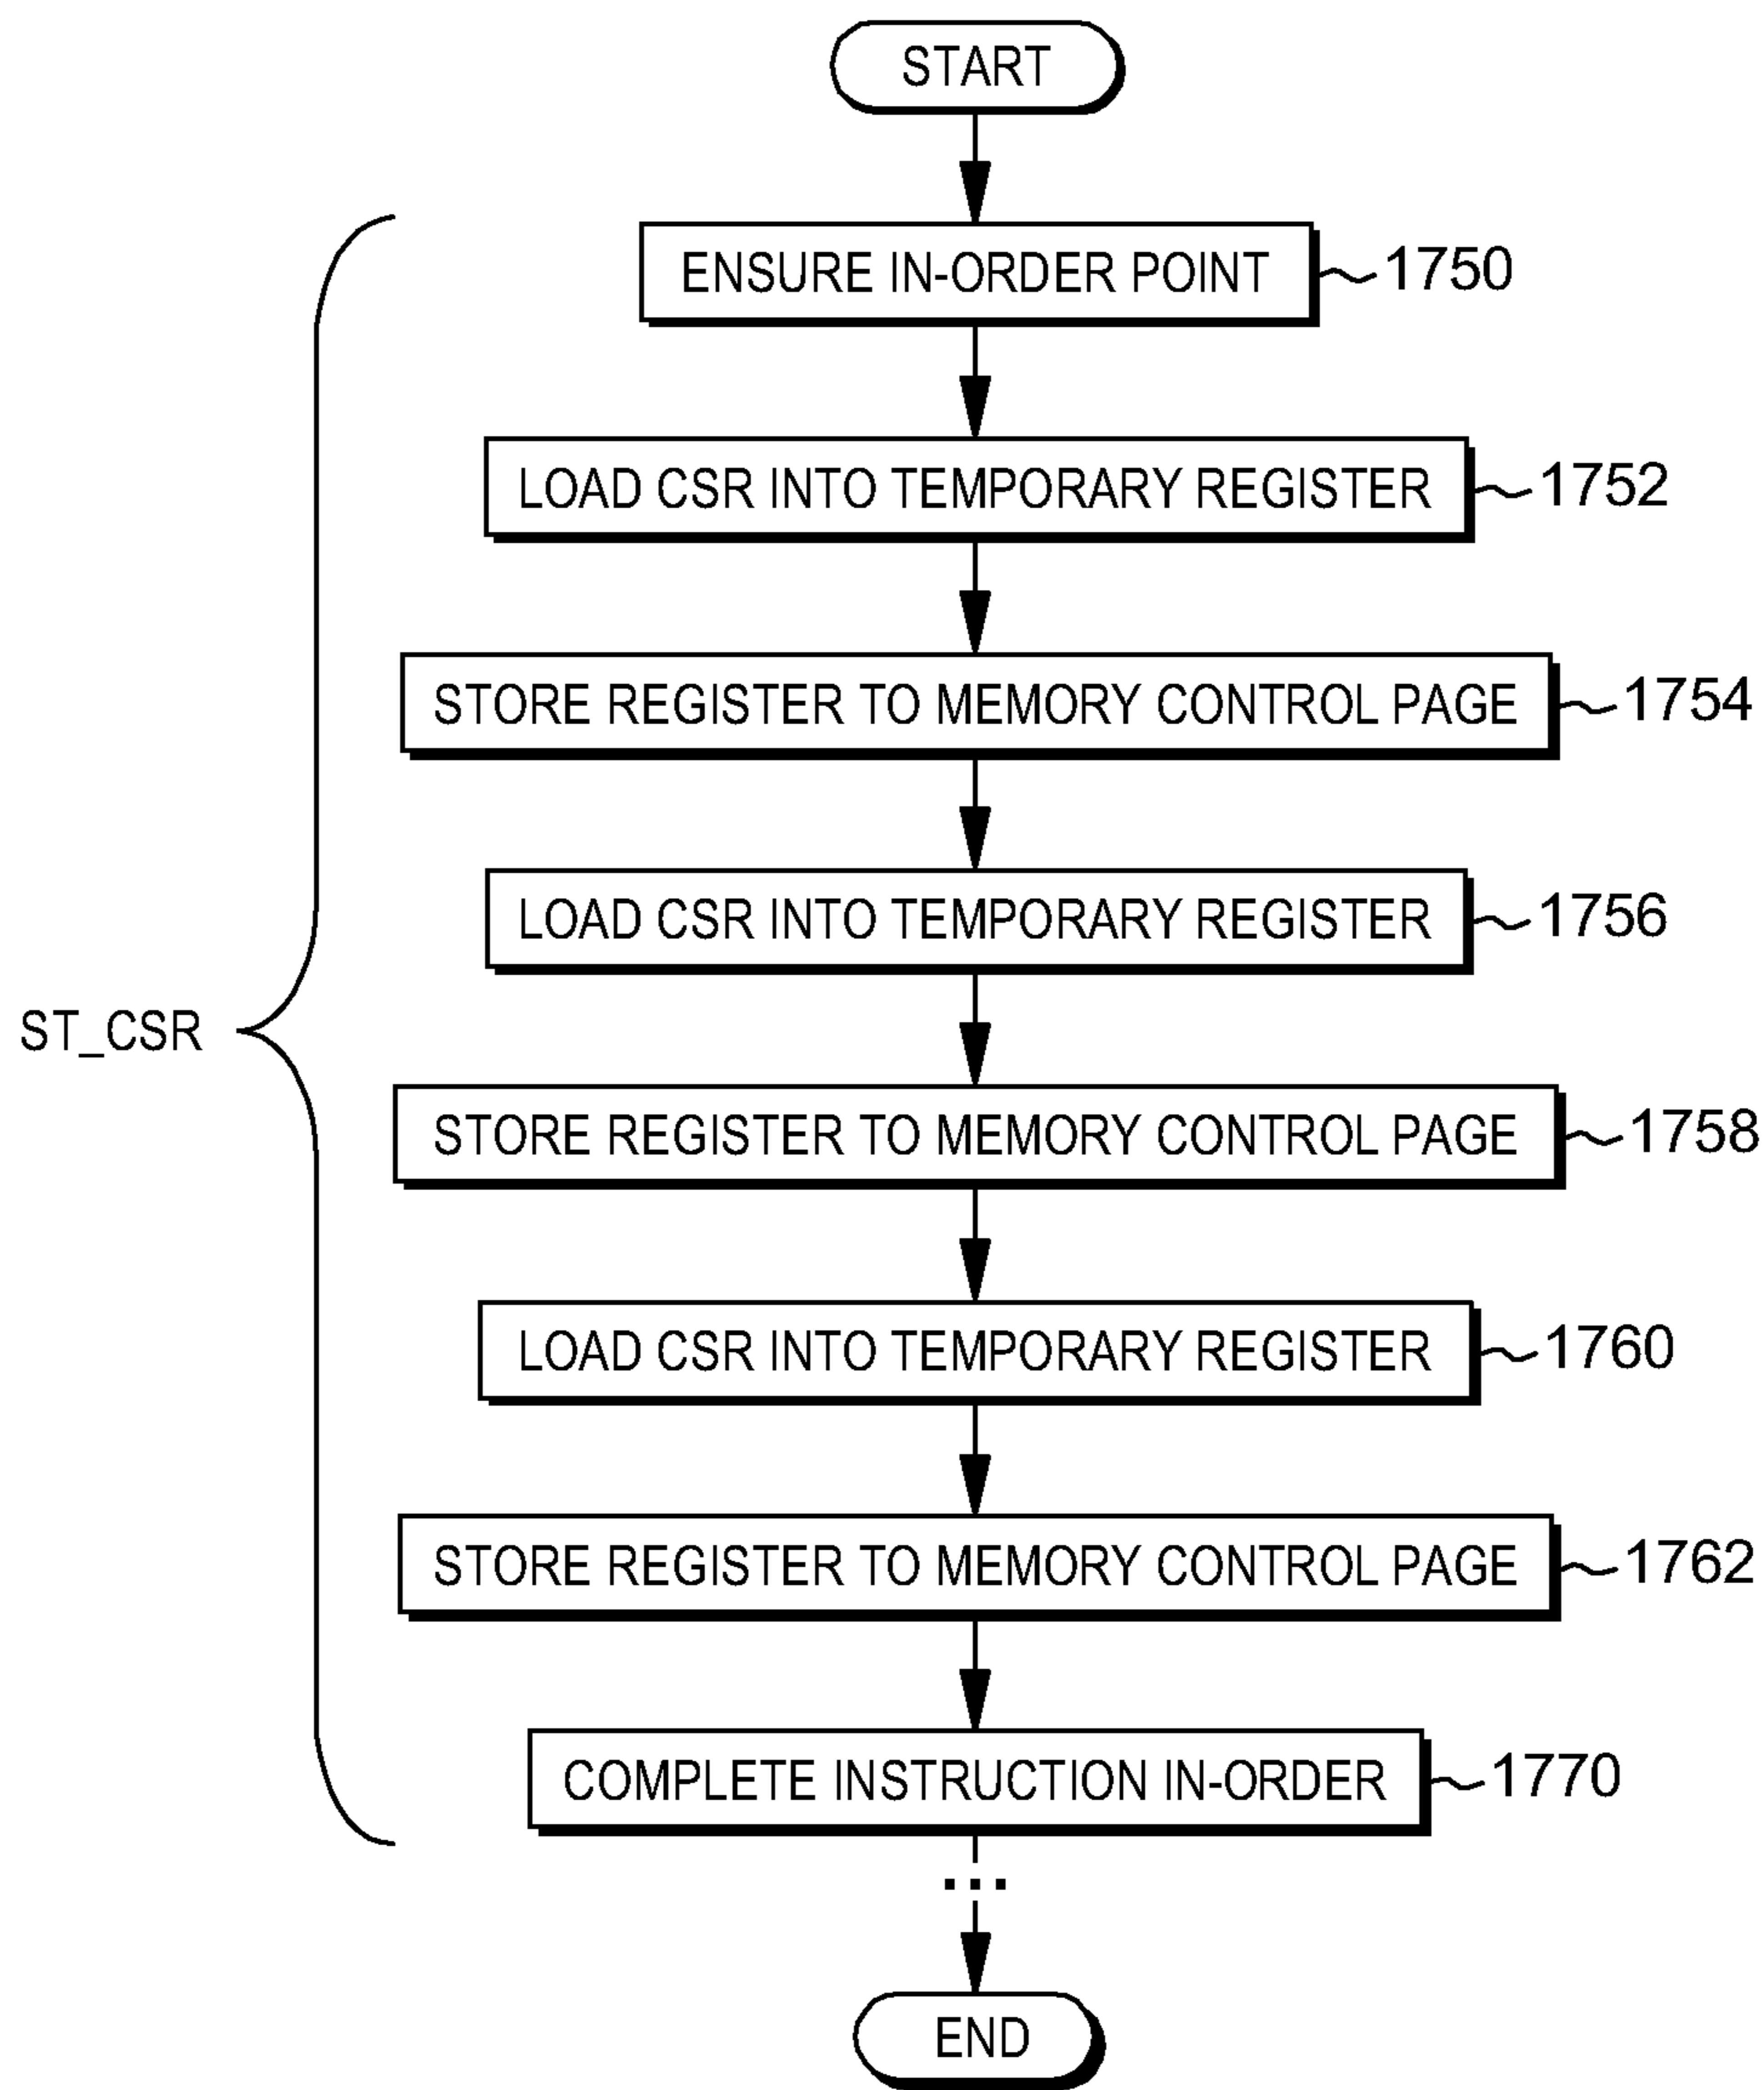 START
ENSURE IN-ORDER POINT 1750
LOAD CSR INTO TEMPORARY REGISTER 1752
STORE REGISTER TO MEMORY CONTROL PAGE 1754
LOAD CSR INTO TEMPORARY REGISTER 1756
ST_CSR
STORE REGISTER TO MEMORY CONTROL PAGE 1758
LOAD CSR INTO TEMPORARY REGISTER 1760
STORE REGISTER TO MEMORY CONTROL PAGE 1762
COMPLETE INSTRUCTION IN-ORDER 1770
...
END